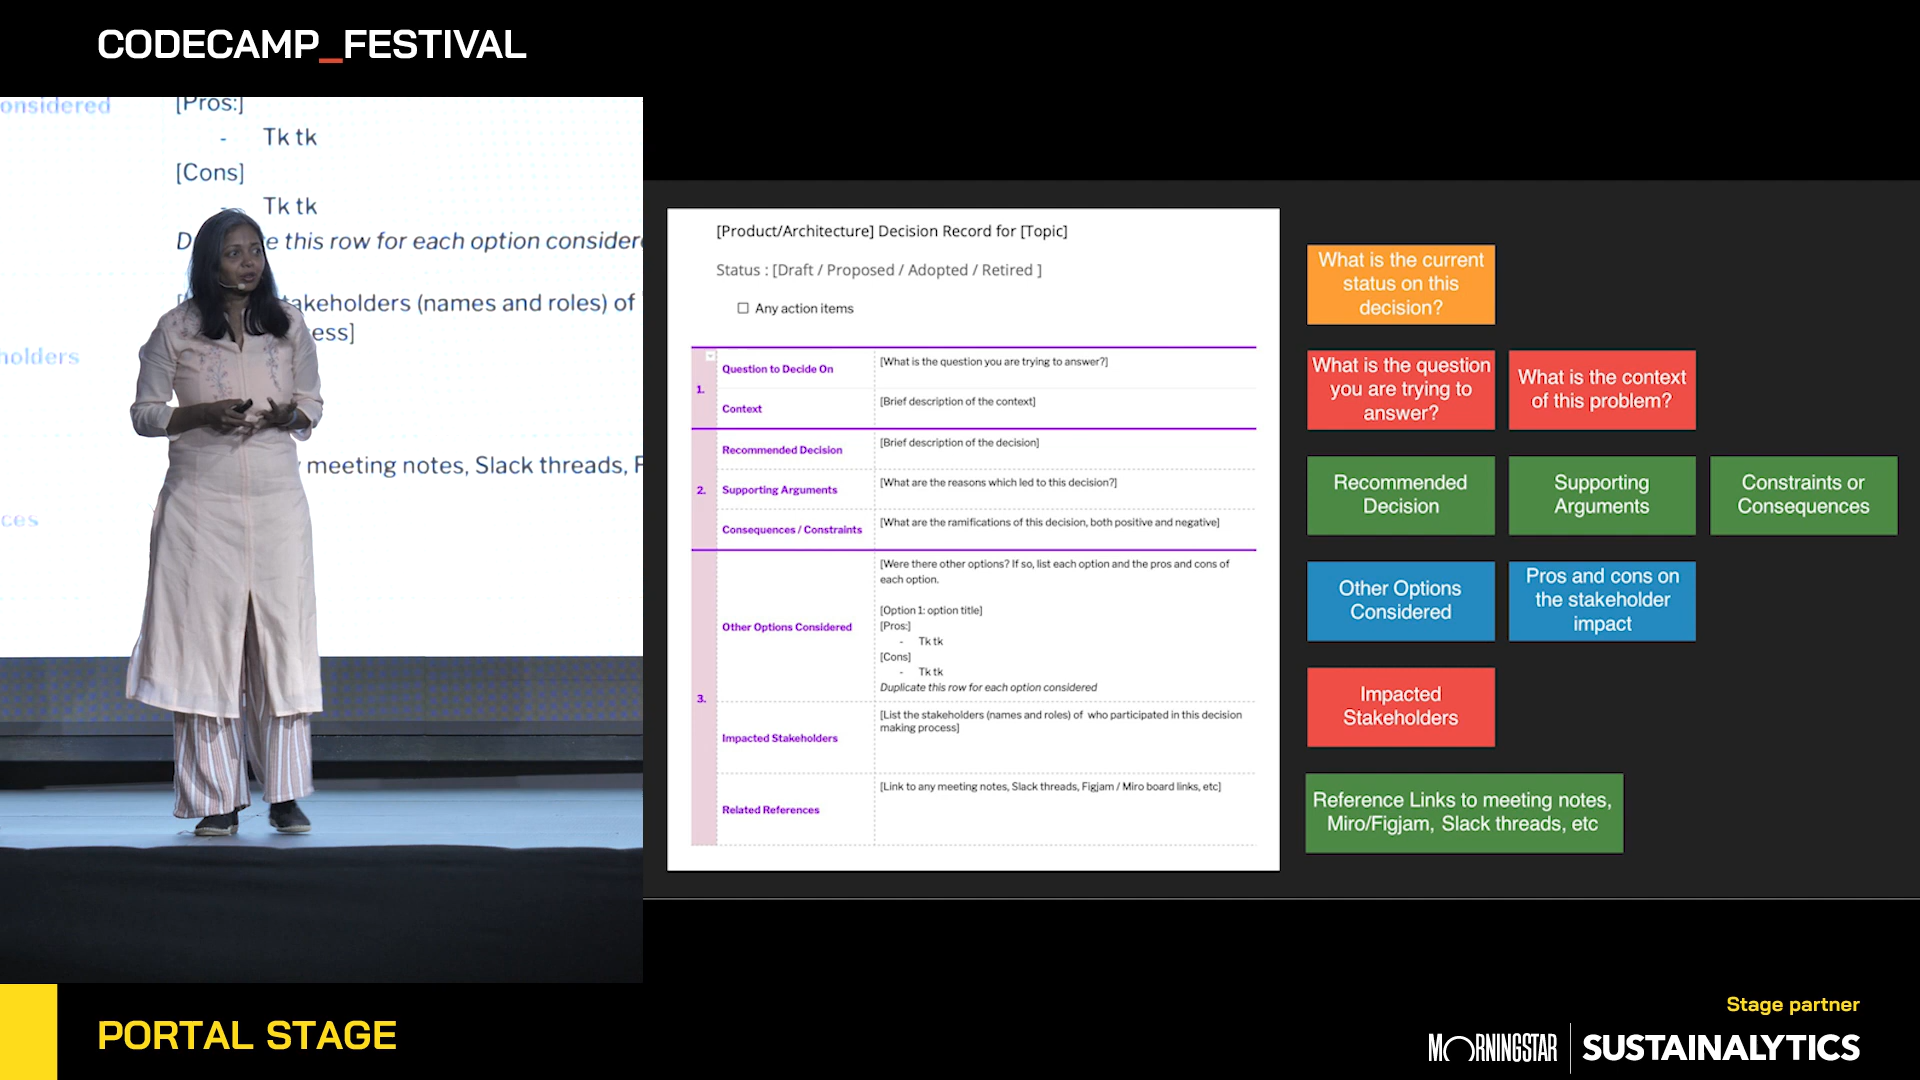 CODECAMP_FESTIVAL
onsidered
[Pros:]
- Tk tk
[Cons]
- Tk tk
e this row for each option consider
takeholders (names and roles) of
ess]
holders
meeting notes, Slack threads, F
ces
[Product/Architecture] Decision Record for [Topic]
Status : [Draft / Proposed / Adopted / Retired ]
Any action items
1.
Question to Decide On
[What is the question you are trying to answer?]
Context
[Brief description of the context]
2.
Recommended Decision
[Brief description of the decision]
Supporting Arguments
[What are the reasons which led to this decision?]
Consequences / Constraints
[What are the ramifications of this decision, both positive and negative]
3.
Other Options Considered
[Were there other options? If so, list each option and the pros and cons of
each option.
[Option 1: option title]
[Pros:]
- Tk tk
[Cons]
- Tk tk
Duplicate this row for each option considered
Impacted Stakeholders
[List the stakeholders (names and roles) of who participated in this decision
making process]
Related References
[Link to any meeting notes, Slack threads, Figjam / Miro board links, etc]
What is the current
status on this
decision?
What is the question
you are trying to
answer?
What is the context
of this problem?
Recommended
Decision
Supporting
Arguments
Constraints or
Consequences
Other Options
Considered
Pros and cons on
the stakeholder
impact
Impacted
Stakeholders
Reference Links to meeting notes,
Miro/Figjam, Slack threads, etc
PORTAL STAGE
Stage partner
MORNINGSTAR | SUSTAINALYTICS